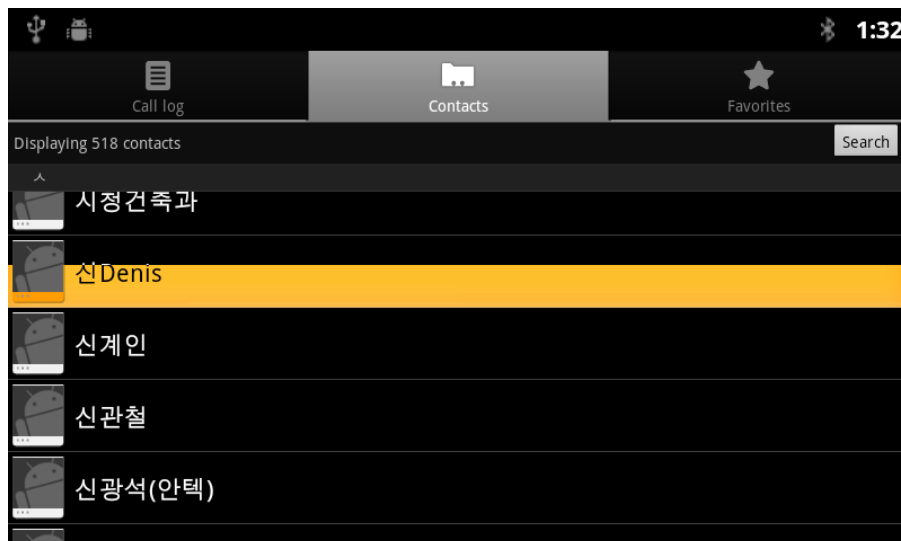 1:32
Call log
Contacts
Favorites
Displaying 518 contacts
Search
ㅅ
시청건축과
신Denis
신계인
신관철
신광석(안텍)